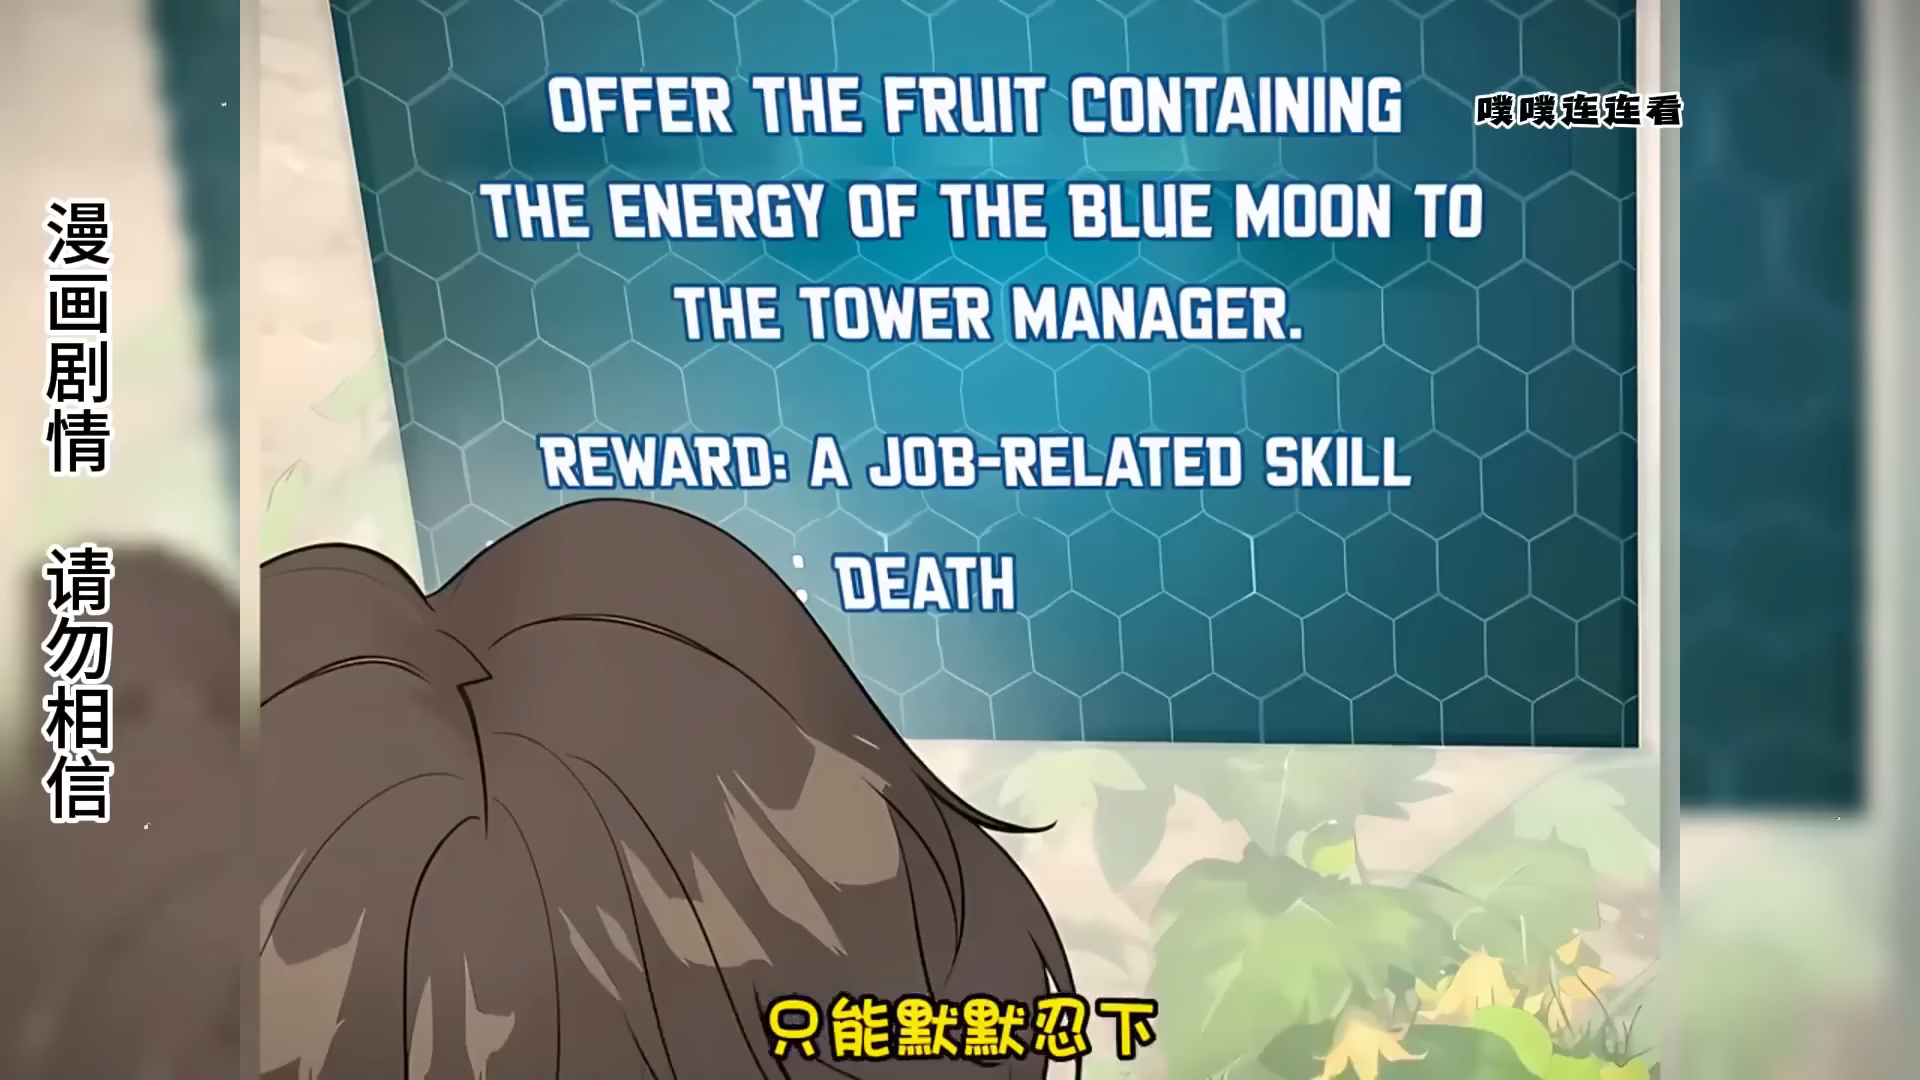 OFFER THE FRUIT CONTAINING
THE ENERGY OF THE BLUE MOON TO
THE TOWER MANAGER.
REWARD: A JOB-RELATED SKILL
: DEATH
噗噗连连看
漫画剧情 请勿相信
只能默默忍下